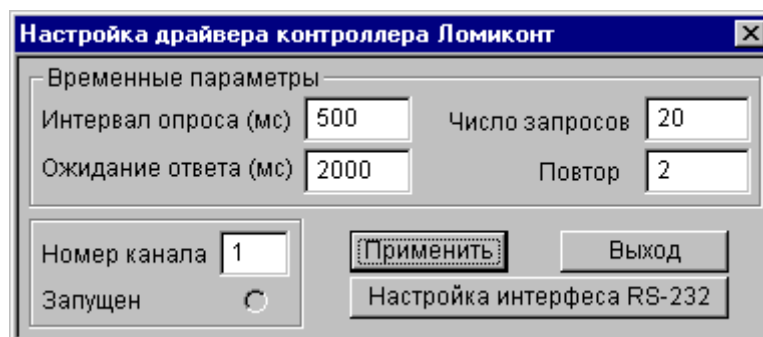 Настройка драйвера контроллера Ломиконт
Временные параметры
Интервал опроса (мс) 500 Число запросов 20
Ожидание ответа (мс) 2000 Повтор 2
Номер канала 1 Применить Выход
Запущен Настройка интерфеса RS-232